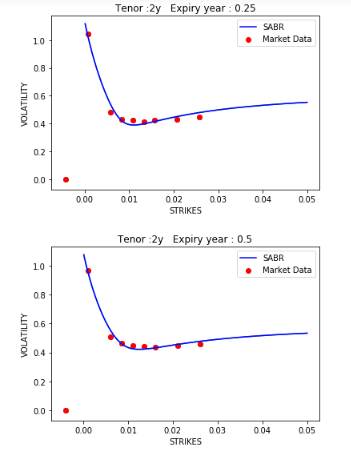 Tenor :2y Expiry year : 0.25
SABR
Market Data
VOLATILITY
1.0
0.8
0.6
0.4
0.2
0.0
0.00 0.01 0.02 0.03 0.04 0.05
STRIKES
Tenor :2y Expiry year : 0.5
SABR
Market Data
VOLATILITY
1.0
0.8
0.6
0.4
0.2
0.0
0.00 0.01 0.02 0.03 0.04 0.05
STRIKES